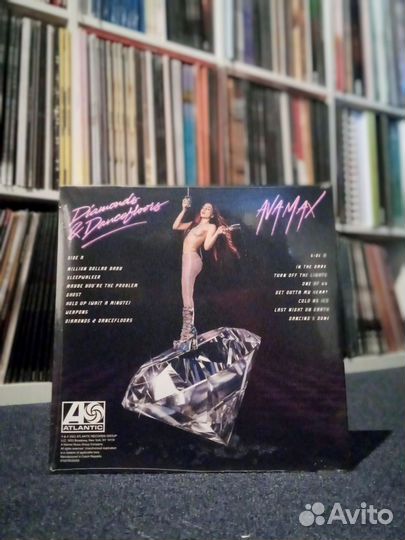 Diamonds
& Dancefloors
AVA MAX
SIDE A
MILLION DOLLAR BABY
SLEEPWALKER
MAYBE YOU'RE THE PROBLEM
GHOST
HOLD UP (WAIT A MINUTE)
WEAPONS
DIAMONDS & DANCEFLOORS
SIDE B
IN THE DARK
TURN OFF THE LIGHTS
ONE OF US
GET OUTTA MY HEART
COLD AS ICE
LAST NIGHT ON EARTH
DANCING'S DONE
ATLANTIC
Avito